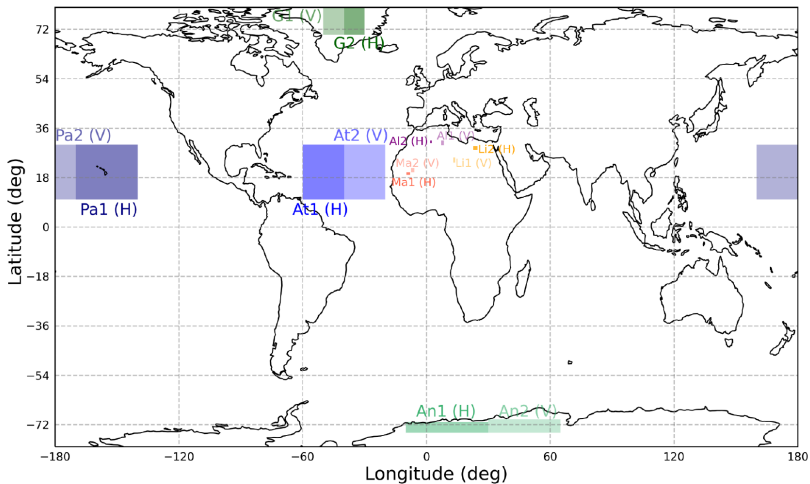 G1 (V)
G2 (H)
72
54
36
18
0
−18
−36
−54
−72
Pa2 (V)
Pa1 (H)
At2 (V)
At1 (H)
Al2 (H)
Al1 (V)
Li2 (H)
Li1 (V)
Ma2 (V)
Ma1 (H)
An1 (H)
An2 (V)
−180
−120
−60
0
60
120
180
Longitude (deg)
Latitude (deg)